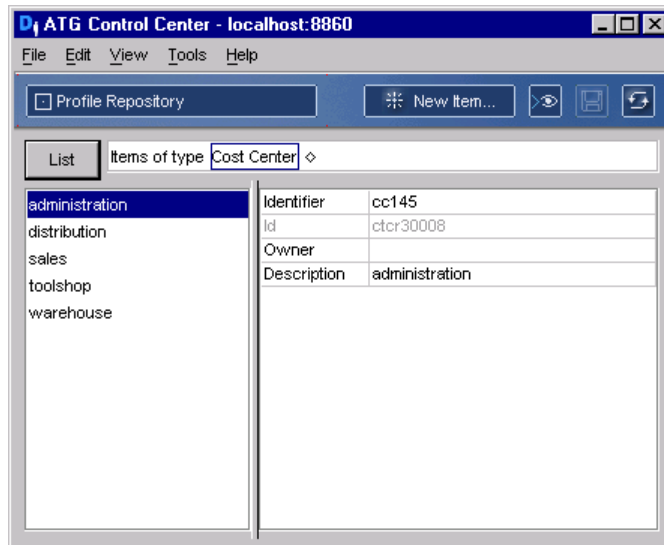 ATG Control Center - localhost:8860
File Edit View Tools Help
Profile Repository New Item...
List Items of type Cost Center
administration Identifier cc145
distribution Id ctcr30008
sales Owner
toolshop Description administration
warehouse